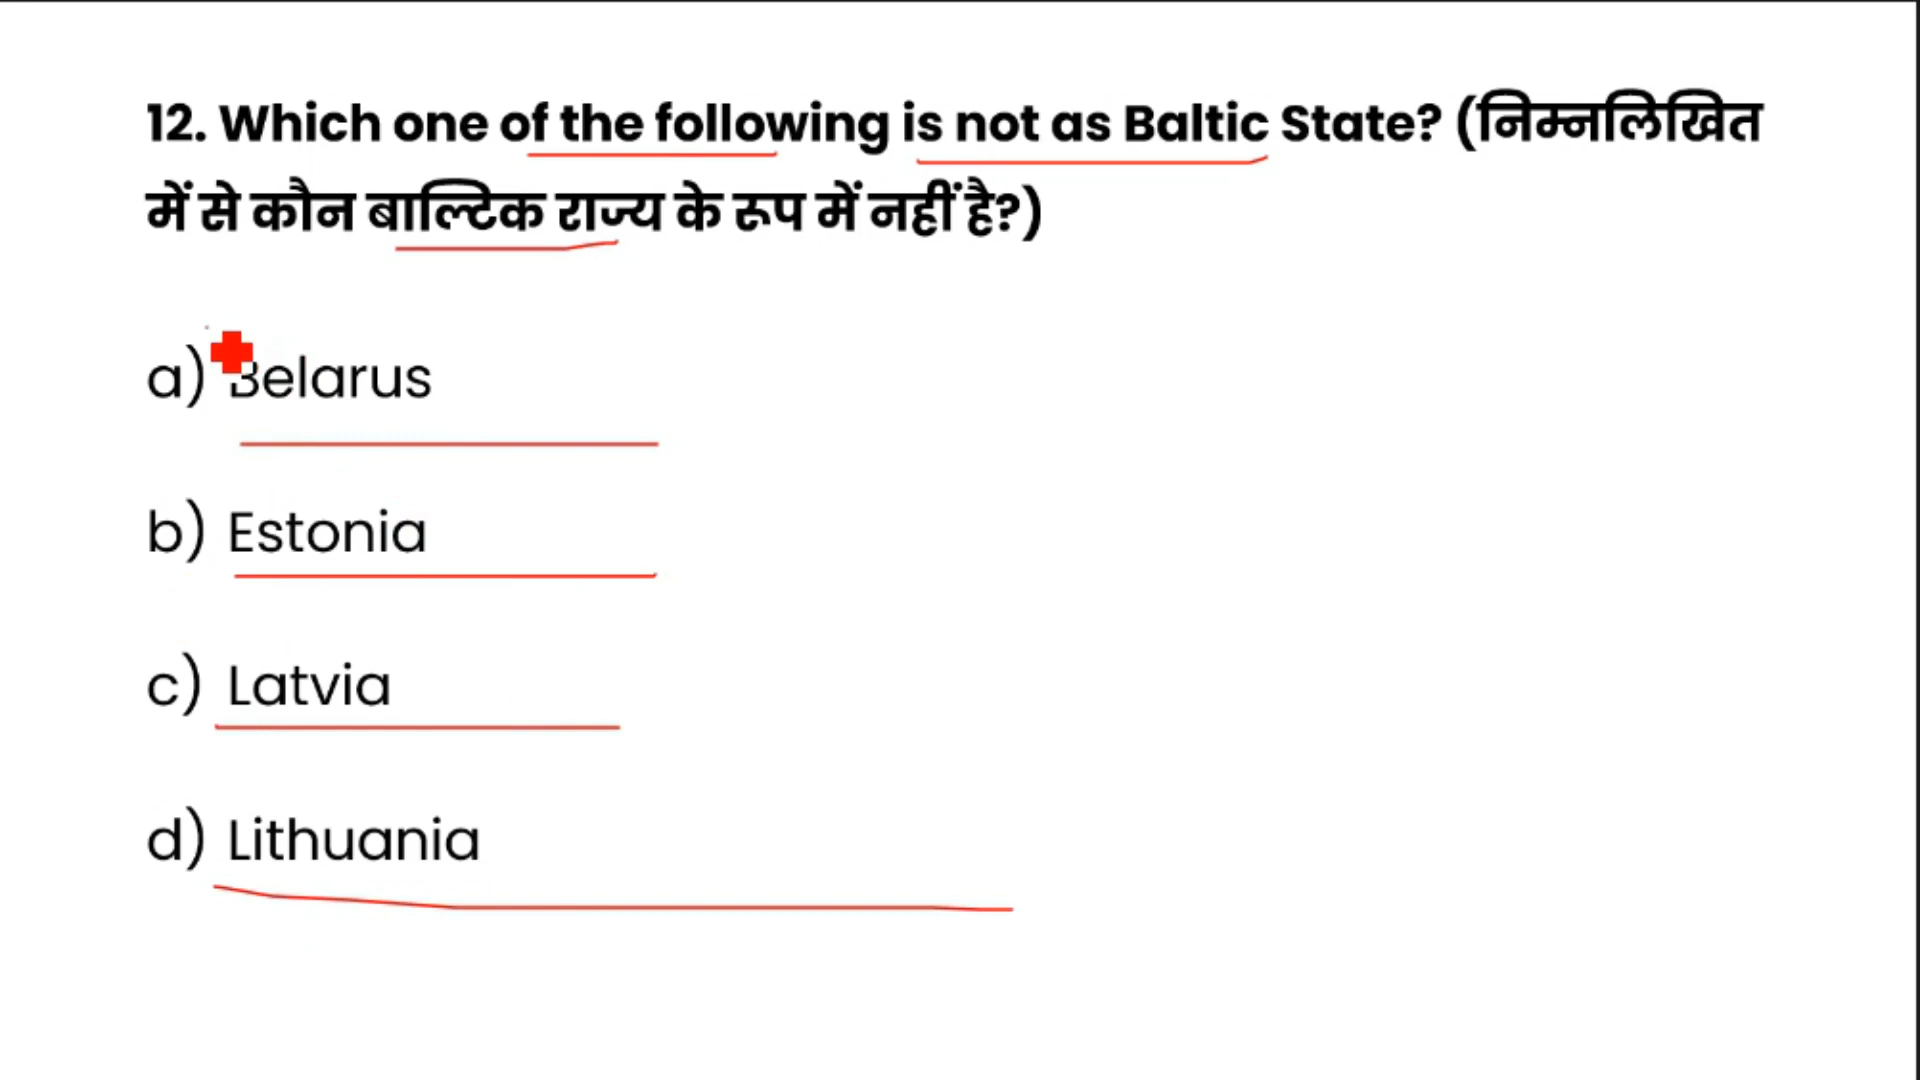 12. Which one of the following is not as Baltic State? (निम्नलिखित
में से कौन बाल्टिक राज्य के रूप में नहीं है?)
a) Belarus
b) Estonia
c) Latvia
d) Lithuania